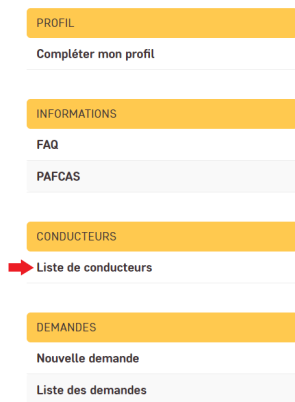 PROFIL
Compléter mon profil
INFORMATIONS
FAQ
PAFCAS
CONDUCTEURS
Liste de conducteurs
DEMANDES
Nouvelle demande
Liste des demandes